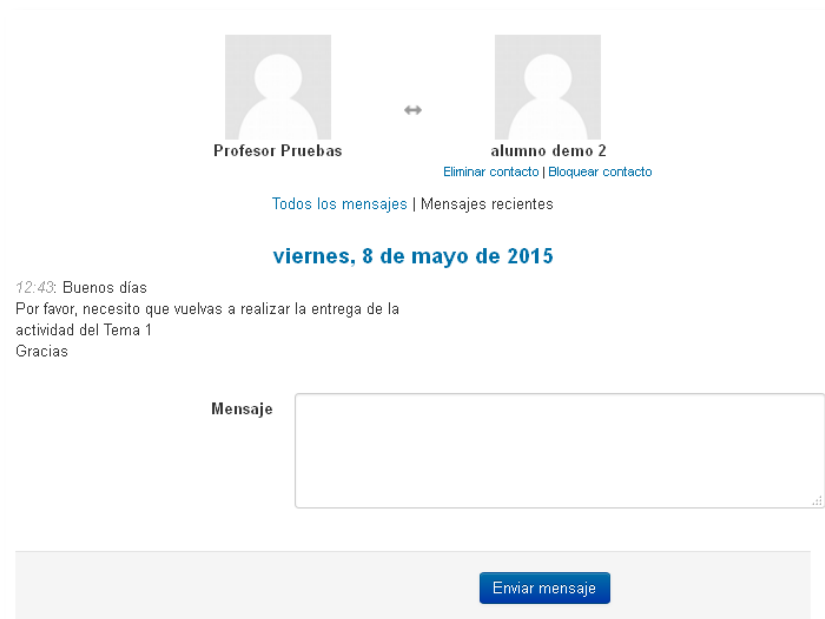 Profesor Pruebas
alumno demo 2
Eliminar contacto | Bloquear contacto
Todos los mensajes | Mensajes recientes
viernes, 8 de mayo de 2015
12:43: Buenos días
Por favor, necesito que vuelvas a realizar la entrega de la
actividad del Tema 1
Gracias
Mensaje
Enviar mensaje